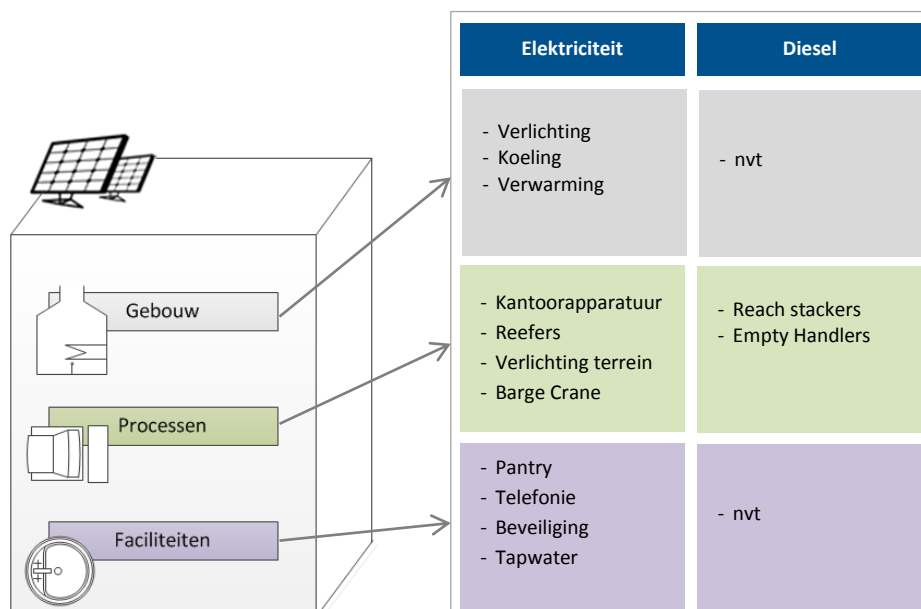 Elektriciteit
Diesel
- Verlichting
- Koeling
- Verwarming
- nvt
Gebouw
- Kantoorapparatuur
- Reefers
- Verlichting terrein
- Barge Crane
- Reach stackers
- Empty Handlers
Processen
- Pantry
- Telefonie
- Beveiliging
- Tapwater
- nvt
Faciliteiten